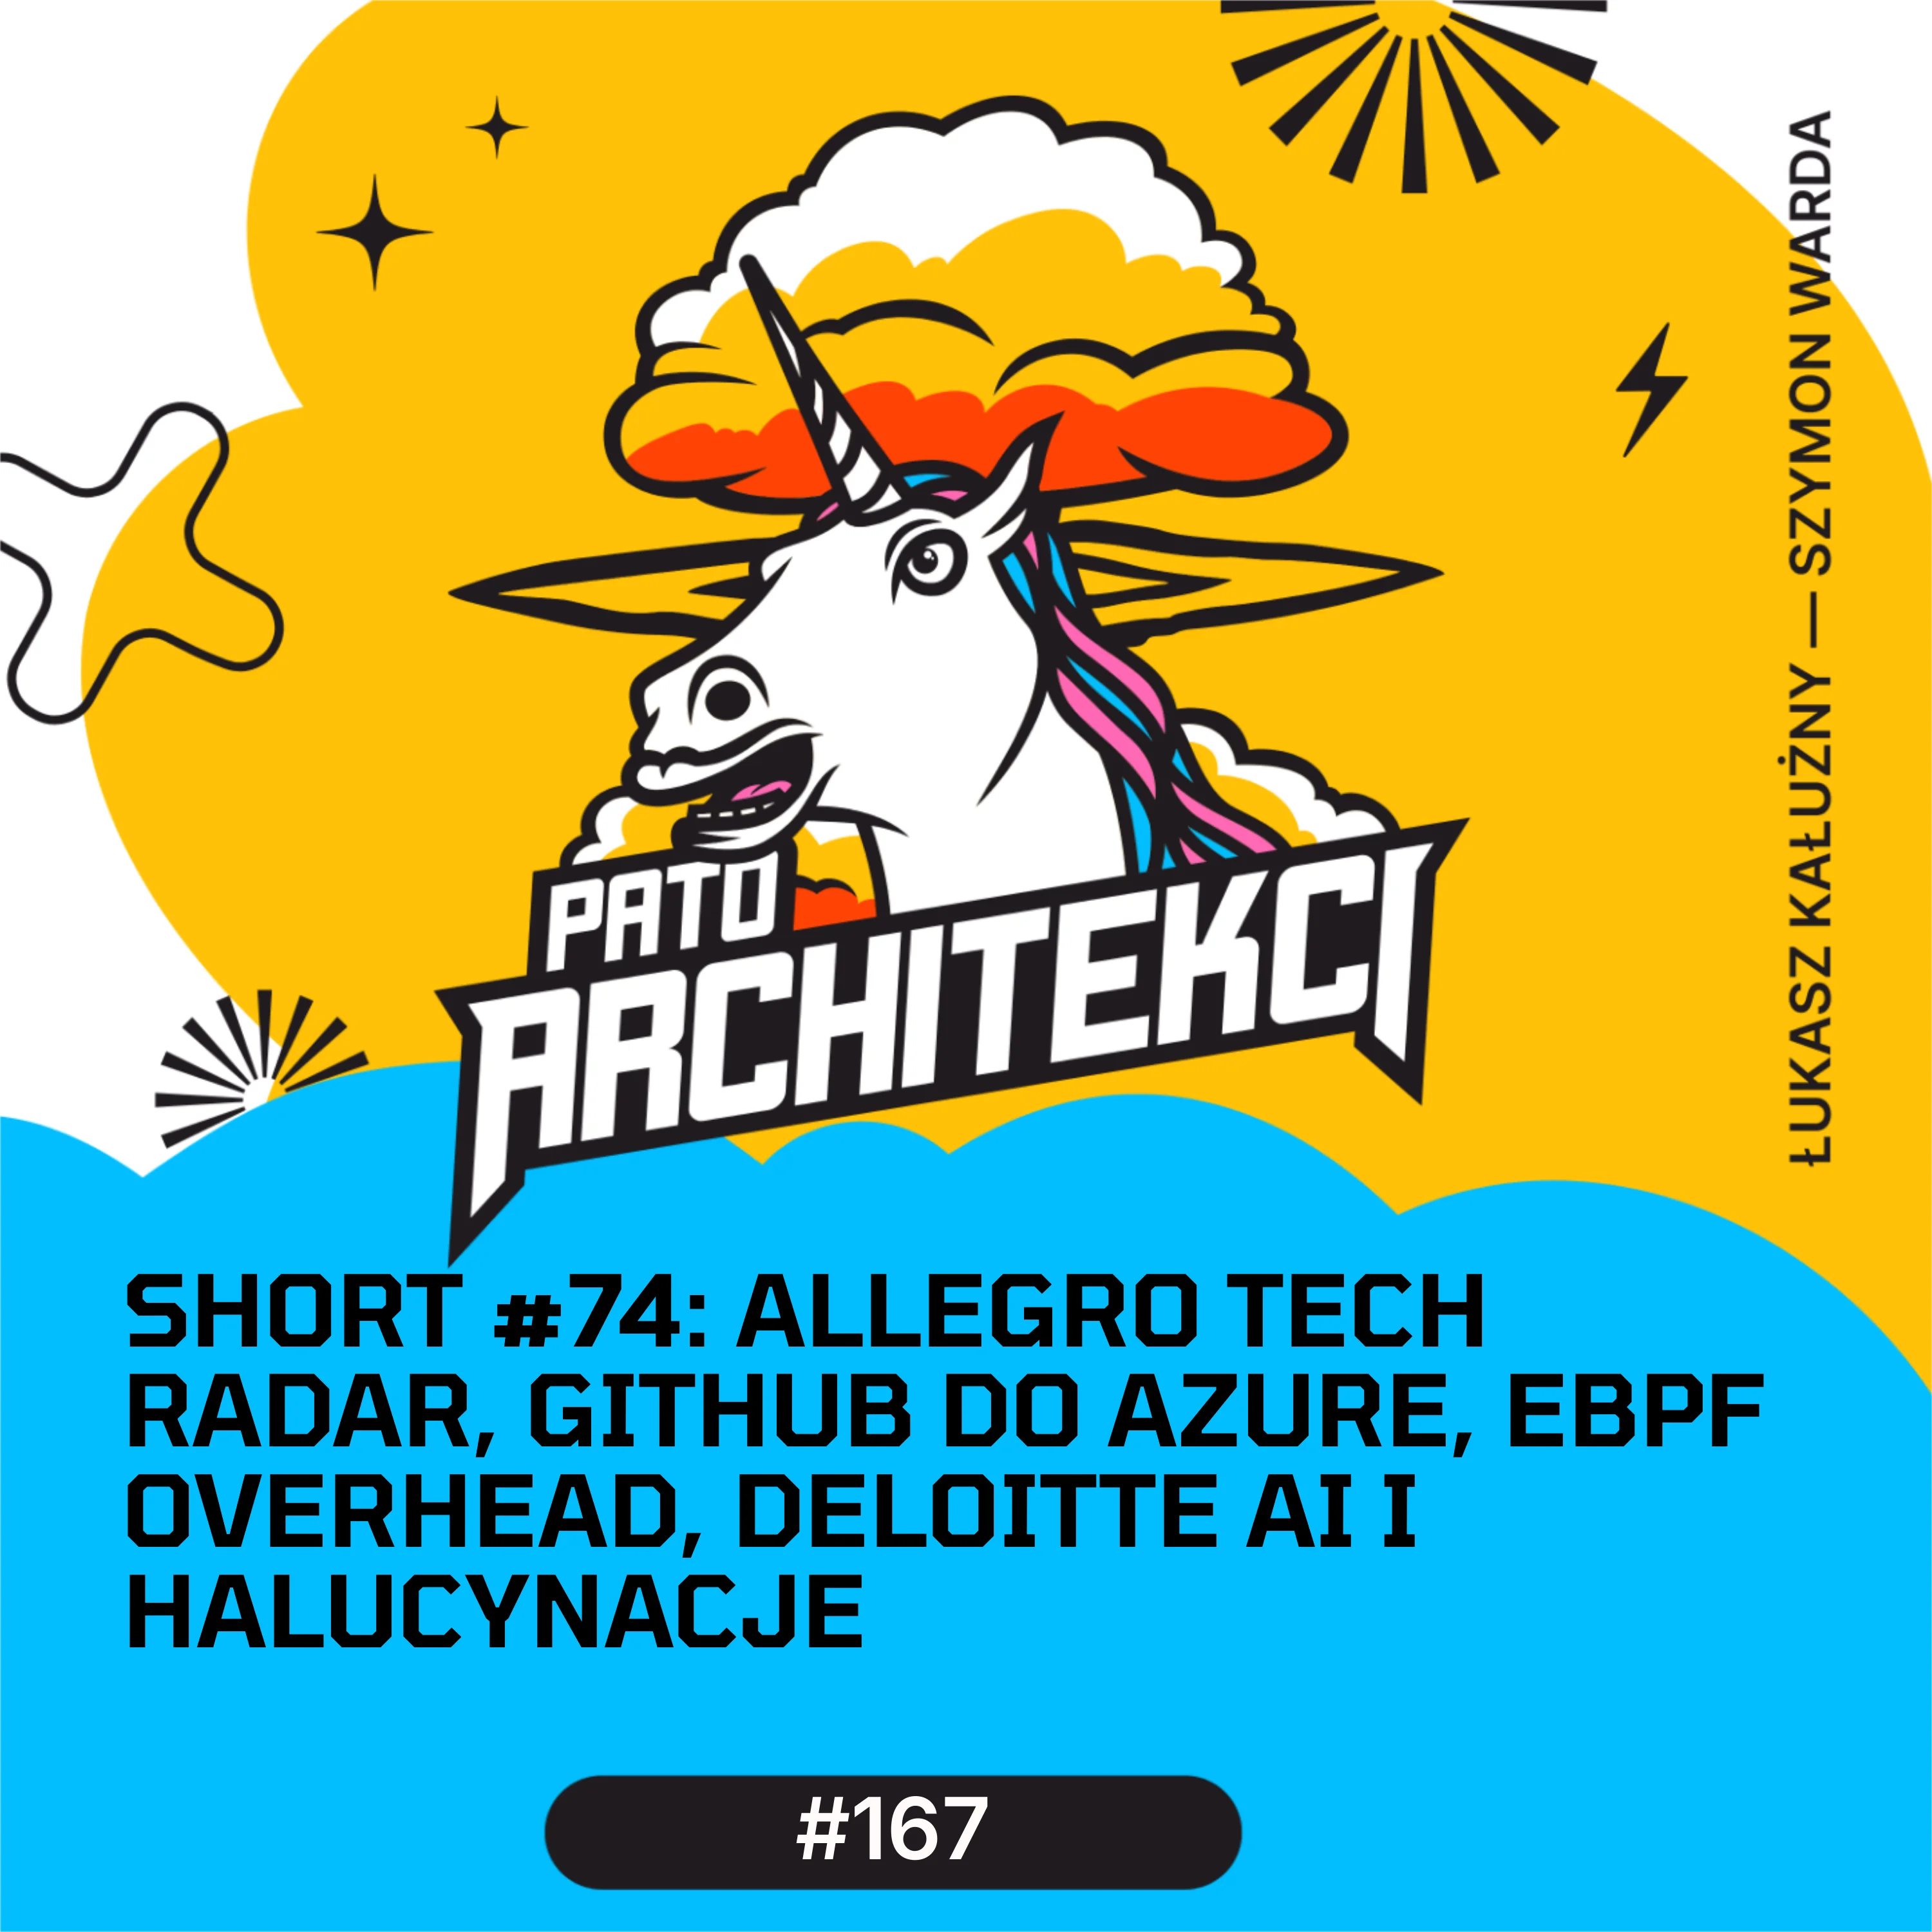 ŁUKASZ KAŁUŻNY — SZYMON WARDA
PATO
ARCHITEKCI
SHORT #74: ALLEGRO TECH
RADAR, GITHUB DO AZURE, EBPF
OVERHEAD, DELOITTE AI I
HALUCYNACJE
#167